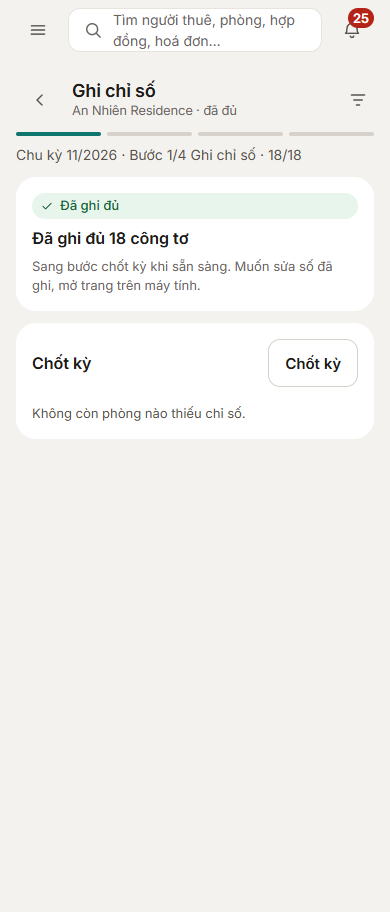 Tìm người thuê, phòng, hợp
đồng, hoá đơn...
25
Ghi chỉ số
An Nhiên Residence · đã đủ
Chu kỳ 11/2026 · Bước 1/4 Ghi chỉ số · 18/18
Đã ghi đủ
Đã ghi đủ 18 công tơ
Sang bước chốt kỳ khi sẵn sàng. Muốn sửa số đã
ghi, mở trang trên máy tính.
Chốt kỳ
Chốt kỳ
Không còn phòng nào thiếu chỉ số.